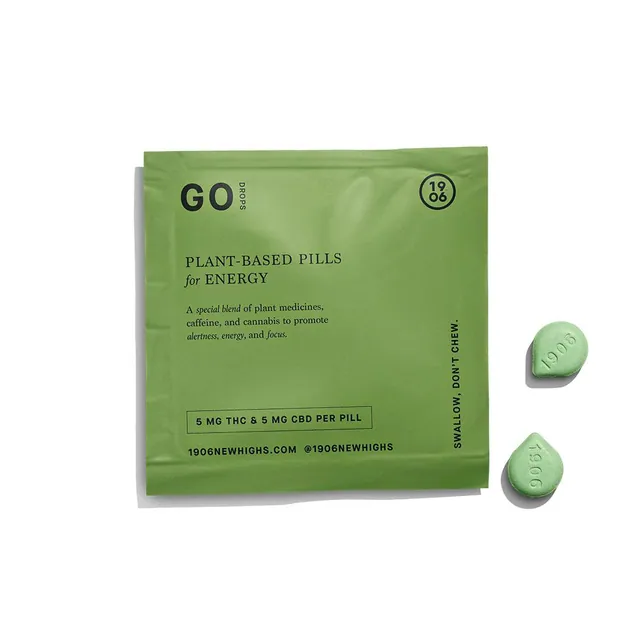 GO DROPS
19
06
PLANT-BASED PILLS
for ENERGY
A special blend of plant medicines,
caffeine, and cannabis to promote
alertness, energy, and focus.
5 MG THC & 5 MG CBD PER PILL
1906NEWHIGHS.COM @1906NEWHIGHS
SWALLOW, DON'T CHEW.
1906
1906